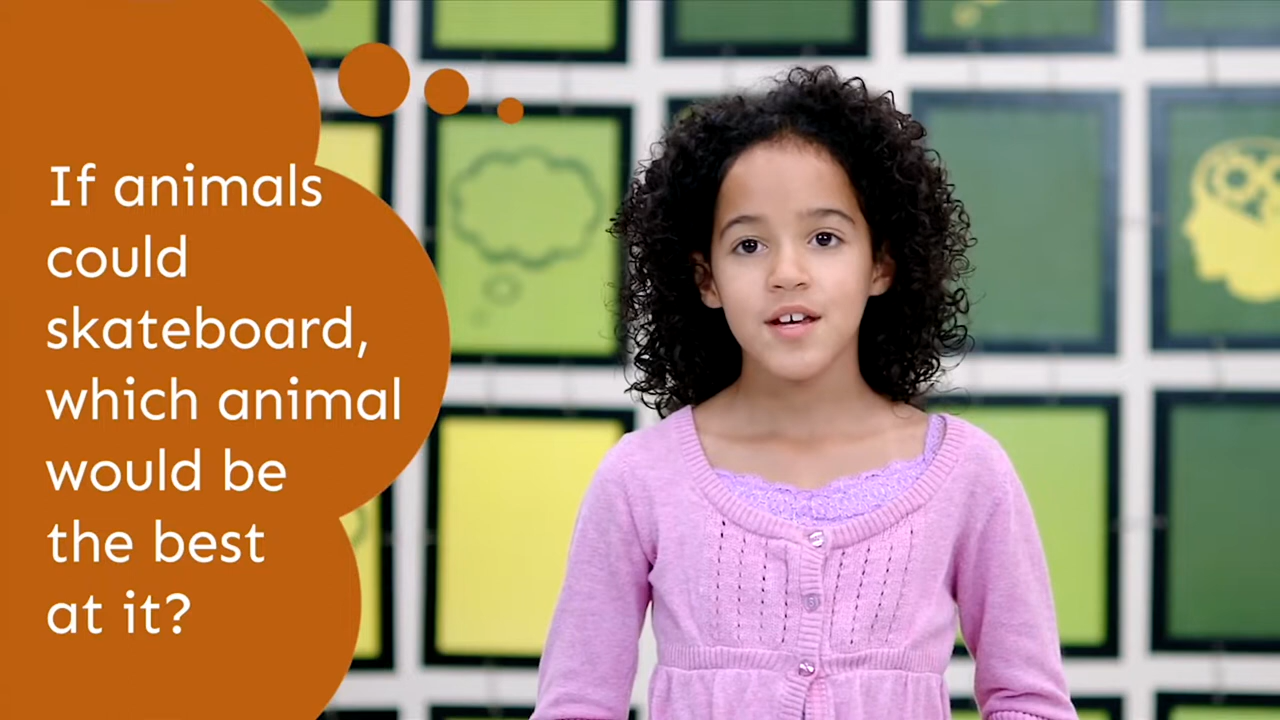 If animals
could
skateboard,
which animal
would be
the best
at it?